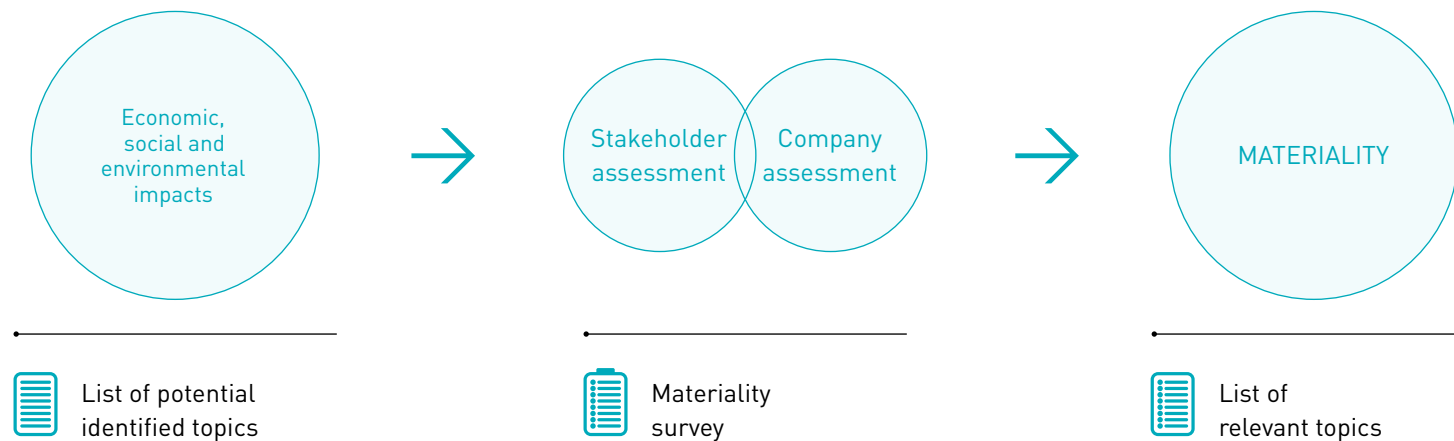 Economic,
social and
environmental
impacts
Stakeholder
assessment
Company
assessment
MATERIALITY
List of potential
identified topics
Materiality
survey
List of
relevant topics